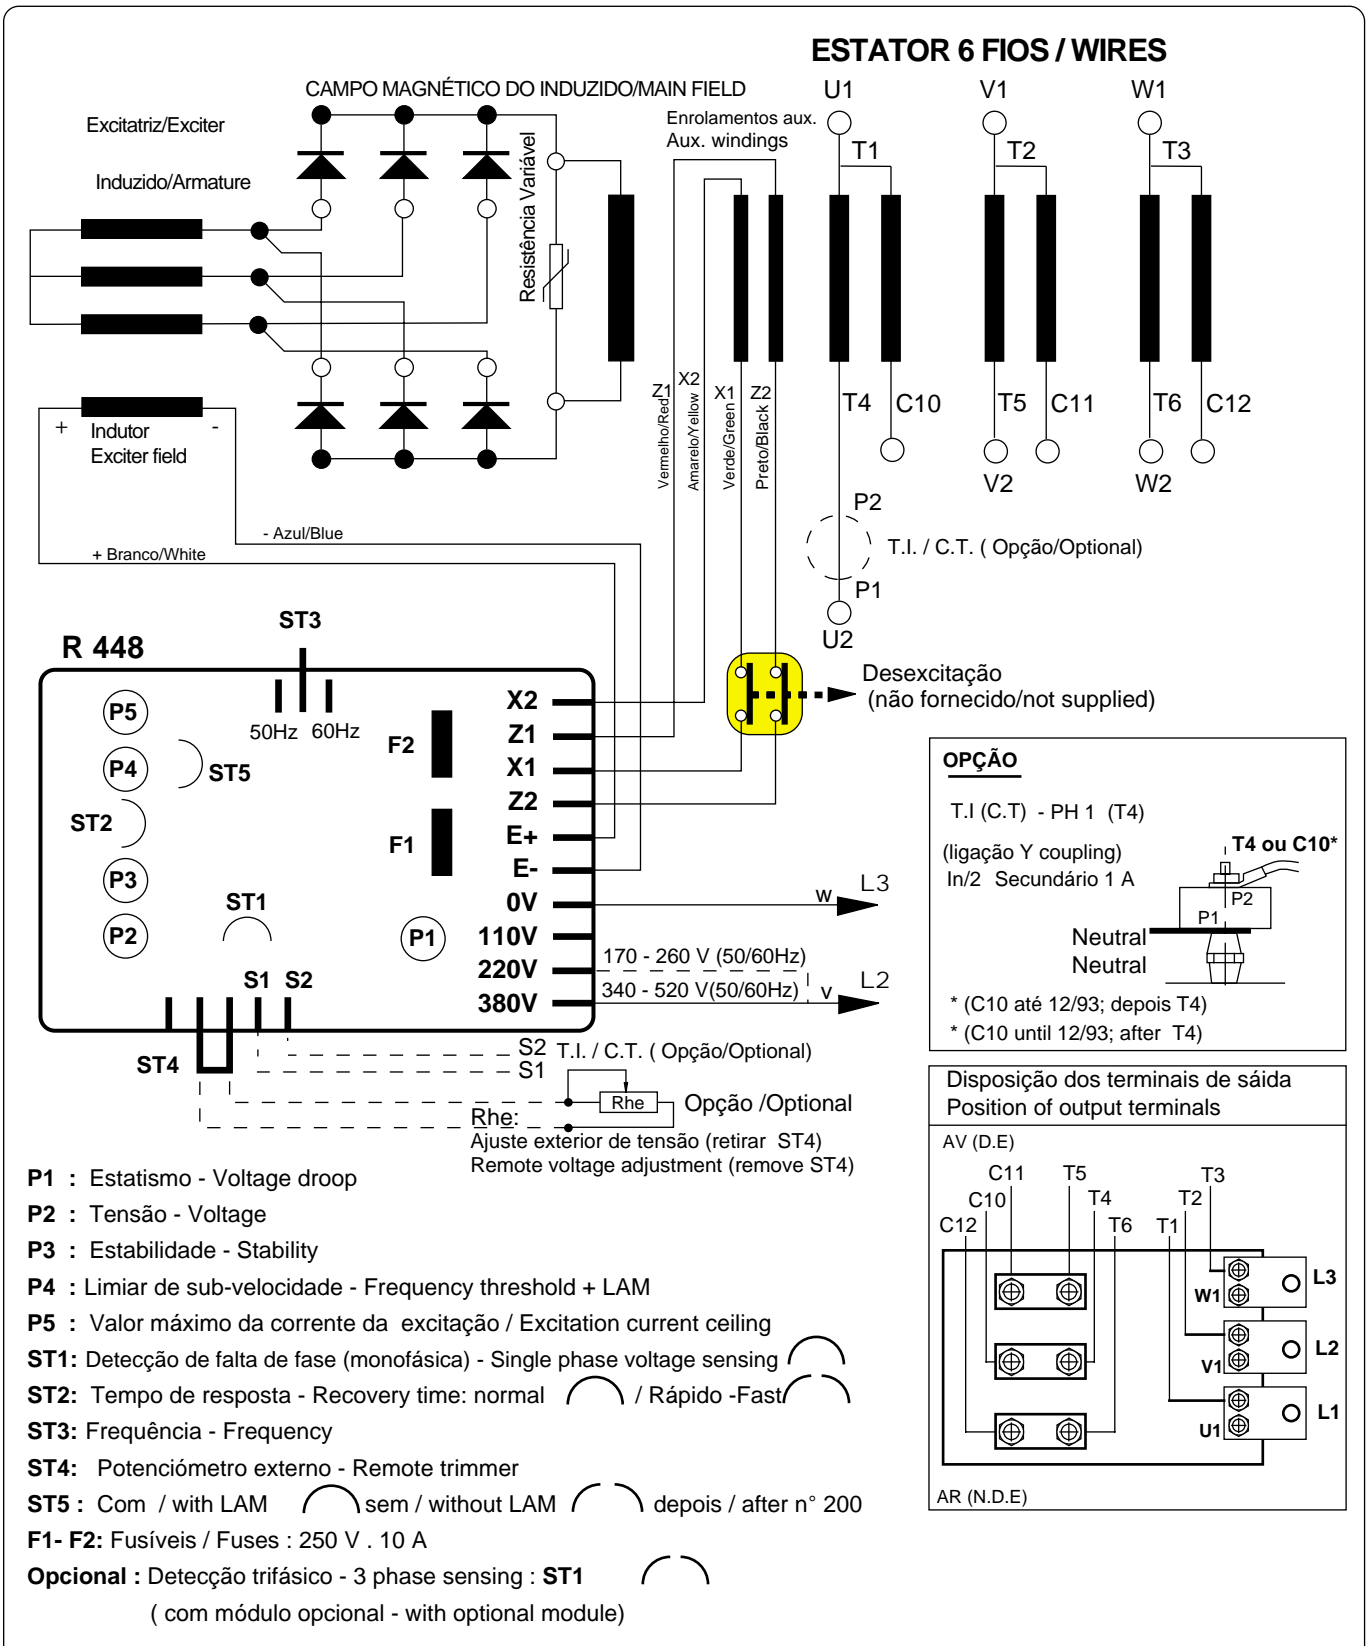 ESTATOR 6 FIOS / WIRES
CAMPO MAGNÉTICO DO INDUZIDO/MAIN FIELD
U1
V1
W1
Excitatriz/Exciter
Enrolamentos aux.
Aux. windings
T1
T2
T3
Induzido/Armature
Resistência Variável
Z1
Vermelho/Red
X2
Amarelo/Yellow
X1
Verde/Green
Z2
Preto/Black
T4
C10
T5
C11
T6
C12
+
-
Indutor
Exciter field
V2
W2
P2
- Azul/Blue
+ Branco/White
T.I. / C.T. ( Opção/Optional)
P1
U2
ST3
R 448
Desexcitação
(não fornecido/not supplied)
P5
50Hz
60Hz
X2
F2
Z1
P4
ST5
X1
Z2
ST2
F1
E+
E-
P3
ST1
0V
w
L3
P2
P1
110V
170 - 260 V (50/60Hz)
220V
S1
S2
340 - 520 V(50/60Hz)
380V
v
L2
ST4
S2
S1
T.I. / C.T. ( Opção/Optional)
Rhe
Opção /Optional
Rhe:
Ajuste exterior de tensão (retirar ST4)
Remote voltage adjustment (remove ST4)
OPÇÃO
T.I (C.T) - PH 1 (T4)
(ligação Y coupling)
In/2 Secundário 1 A
T4 ou C10*
P2
P1
Neutral
Neutral
* (C10 até 12/93; depois T4)
* (C10 until 12/93; after T4)
Disposição dos terminais de sáida
Position of output terminals
AV (D.E)
C11
T5
T3
C10
T4
T2
C12
T6
T1
L3
W1
L2
V1
L1
U1
AR (N.D.E)
P1 : Estatismo - Voltage droop
P2 : Tensão - Voltage
P3 : Estabilidade - Stability
P4 : Limiar de sub-velocidade - Frequency threshold + LAM
P5 : Valor máximo da corrente da excitação / Excitation current ceiling
ST1: Detecção de falta de fase (monofásica) - Single phase voltage sensing
ST2: Tempo de resposta - Recovery time: normal / Rápido -Fast
ST3: Frequência - Frequency
ST4: Potenciómetro externo - Remote trimmer
ST5 : Com / with LAM sem / without LAM depois / after n° 200
F1- F2: Fusíveis / Fuses : 250 V . 10 A
Opcional : Detecção trifásico - 3 phase sensing : ST1
( com módulo opcional - with optional module)